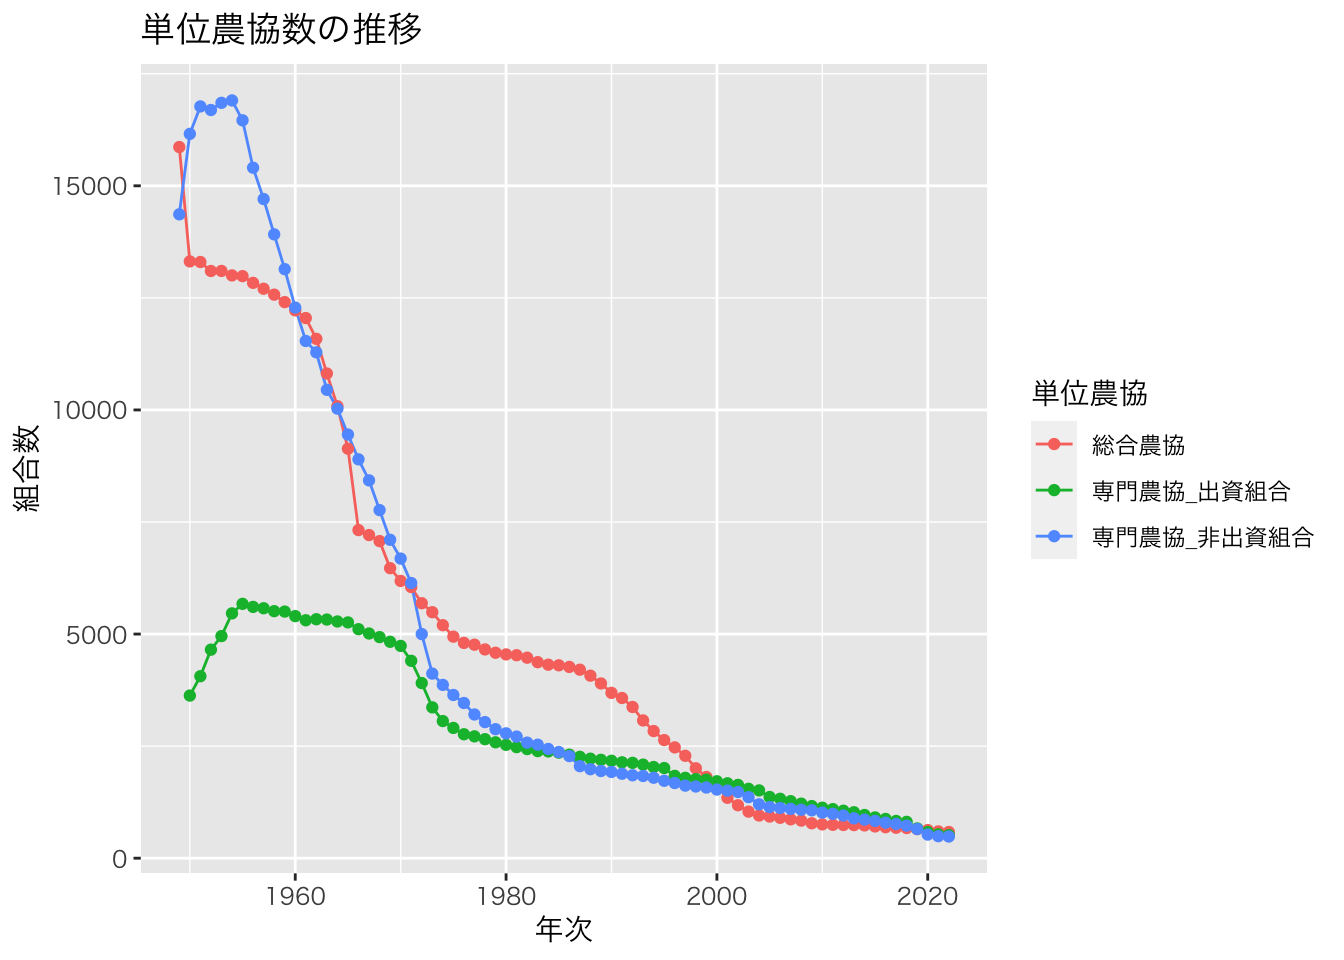 単位農協数の推移
15000
10000
5000
0
組合数
1960
1980
2000
2020
年次
単位農協
総合農協
専門農協_出資組合
専門農協_非出資組合